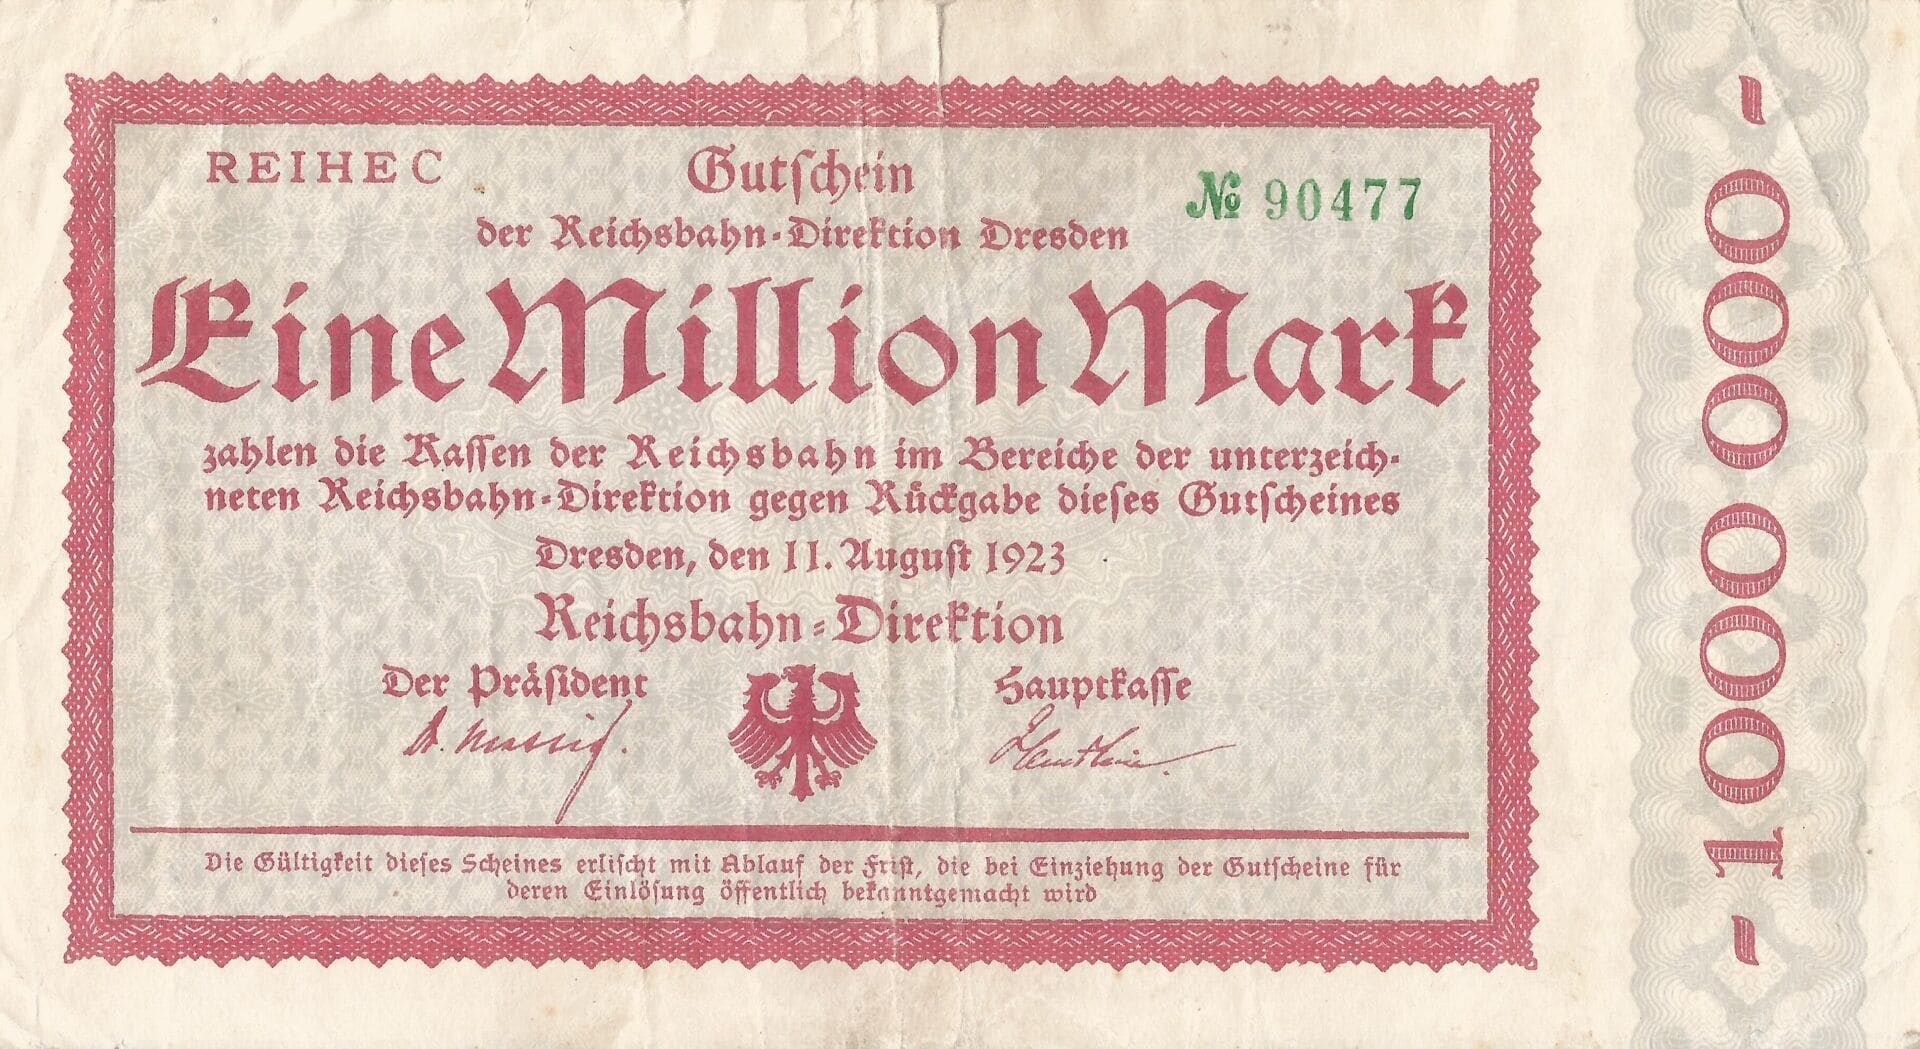 REIHE C
Gutschein
№ 90477
der Reichsbahn-Direktion Dresden
Eine Million Mark
zahlen die Kassen der Reichsbahn im Bereiche der unterzeich-
neten Reichsbahn-Direktion gegen Rückgabe dieses Gutscheines
Dresden, den 11. August 1923
Reichsbahn-Direktion
Der Präsident
Hauptkasse
Die Gültigkeit dieses Scheines erlischt mit Ablauf der Frist, die bei Einziehung der Gutscheine für
deren Einlösung öffentlich bekanntgemacht wird
- 1 000 000 -